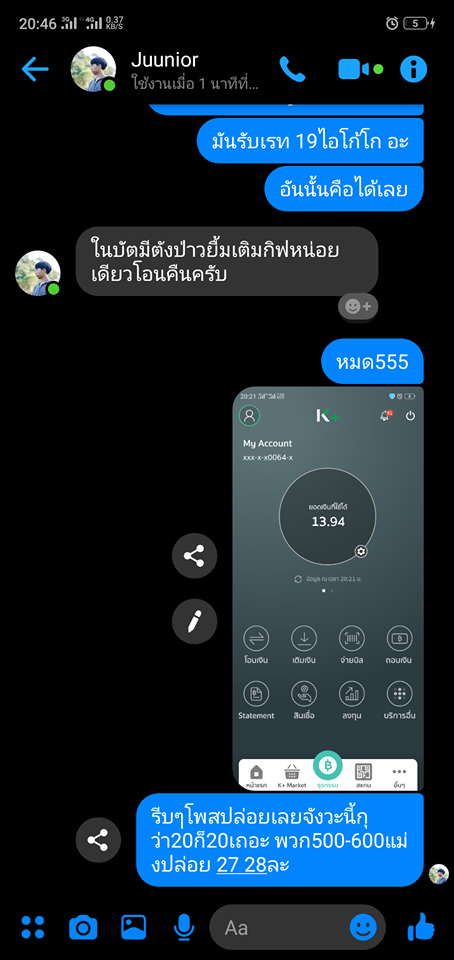 20:46 3G 4G 0.37 KB/S 5
Juunior
ใช้งานเมื่อ 1 นาทีที่...
มันรับเรท 19ไอโก้โก อะ
อันนั้นคือได้เลย
ในบัตมีตังป่าวยื้มเติมกิฟหน่อย
เดียวโอนคืนครับ
หมด555
20:21
K+
My Account
xxx-x-x0064-x
ยอดเงินที่ใช้ได้
13.94
ข้อมูล ณ เวลา 20:21 น.
โอนเงิน เติมเงิน จ่ายบิล ถอนเงิน
Statement สินเชื่อ ลงทุน บริการอื่น
หน้าแรก K+ Market ธุรกรรม สแกน อื่นๆ
รีบๆโพสปล่อยเลยจังวะนี้กุ
ว่า20ก็20เถอะ พวก500-600แม่
งปล่อย 27 28ละ
Aa